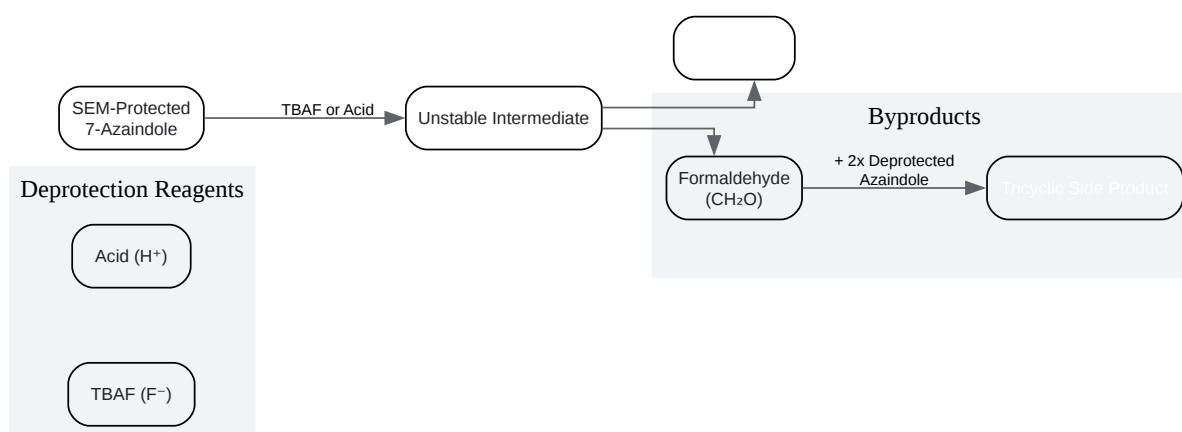 SEM-Protected
7-Azaindole
TBAF or Acid
Unstable Intermediate
Byproducts
Formaldehyde
(CH₂O)
+ 2x Deprotected
Azaindole
Tricyclic Side Product
Deprotection Reagents
Acid (H⁺)
TBAF (F⁻)